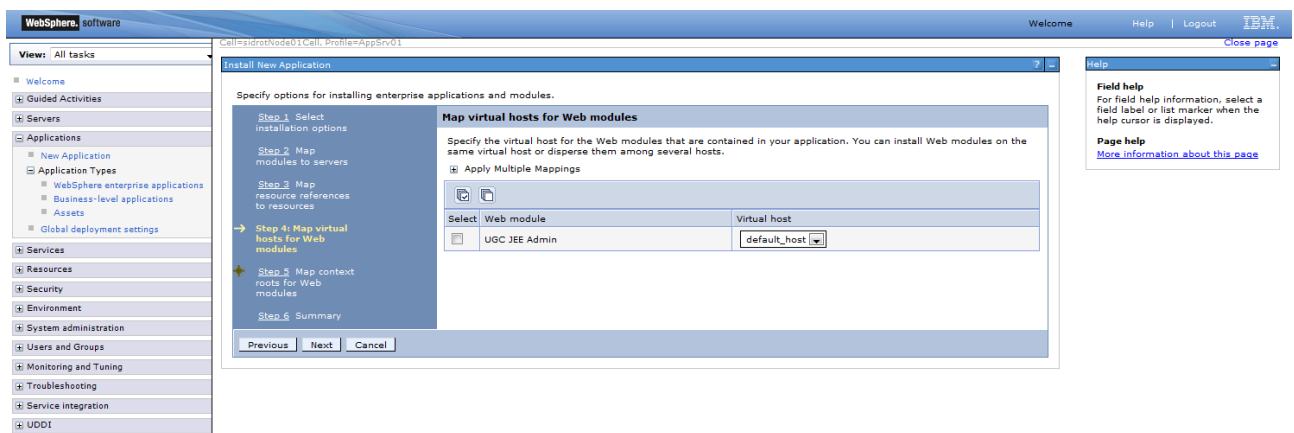 WebSphere. software
Welcome Help | Logout IBM.
Cell=sidrotNode01Cell, Profile=AppSrv01
Close page
View: All tasks
Welcome
Guided Activities
Servers
Applications
New Application
Application Types
WebSphere enterprise applications
Business-level applications
Assets
Global deployment settings
Services
Resources
Security
Environment
System administration
Users and Groups
Monitoring and Tuning
Troubleshooting
Service integration
UDDI
Install New Application ? -
Specify options for installing enterprise applications and modules.
Step 1 Select
installation options
Step 2 Map
modules to servers
Step 3 Map
resource references
to resources
Step 4: Map virtual
hosts for Web
modules
Step 5 Map context
roots for Web
modules
Step 6 Summary
Map virtual hosts for Web modules
Specify the virtual host for the Web modules that are contained in your application. You can install Web modules on the
same virtual host or disperse them among several hosts.
Apply Multiple Mappings
Select Web module Virtual host
UGC JEE Admin default_host
Previous Next Cancel
Help -
Field help
For field help information, select a
field label or list marker when the
help cursor is displayed.
Page help
More information about this page